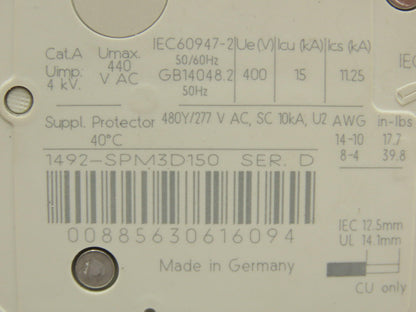 Cat.A Umax. IEC60947-2 Ue (V) Icu (kA) Ics (kA)
Uimp. 440 50/60Hz
4 kV. V AC GB14048.2 400 15 11.25
50Hz
Suppl. Protector 480Y/277 V AC, SC 10kA, U2 AWG in-lbs
40°C 14-10 17.7
8-4 39.8
1492-SPM3D150 SER. D
00885630616094
IEC 12.5mm
UL 14.1mm
Made in Germany
CU only